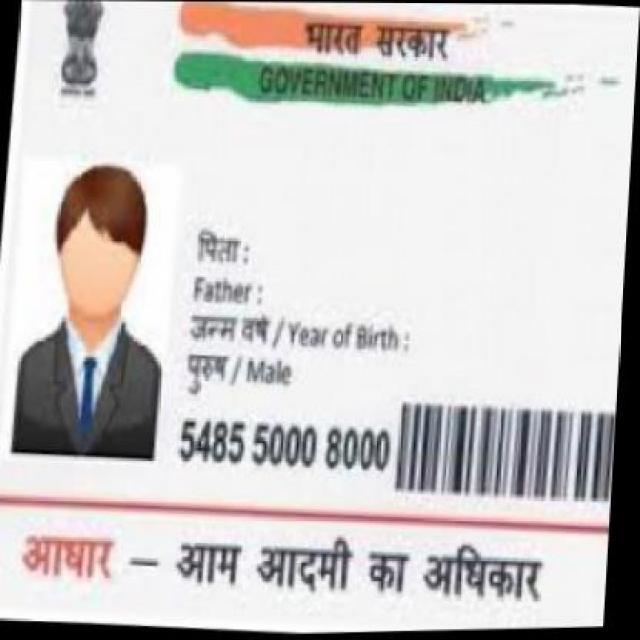 भारत सरकार
GOVERNMENT OF INDIA
पिता :
Father :
जन्म वर्ष / Year of Birth :
पुरुष / Male
5485 5000 8000
आधार – आम आदमी का अधिकार